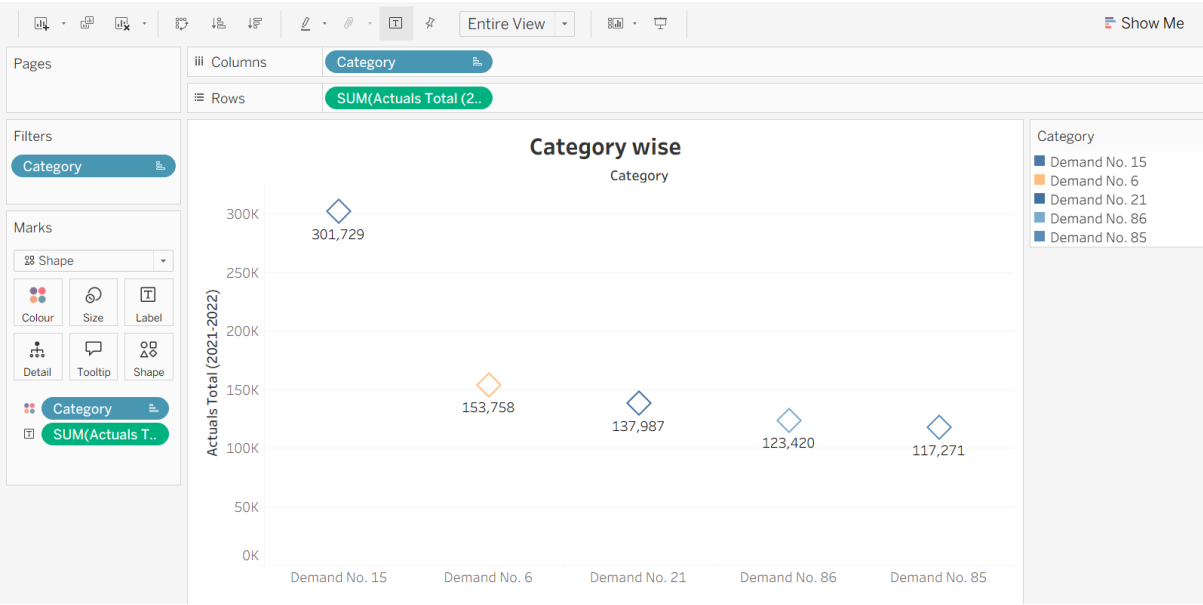 Entire View
Show Me
Pages
Columns
Category
Rows
SUM(Actuals Total (2..
Filters
Category
Marks
Shape
Colour
Size
Label
Detail
Tooltip
Shape
Category
SUM(Actuals T..
Category wise
Category
Actuals Total (2021-2022)
300K
250K
200K
150K
100K
50K
0K
301,729
153,758
137,987
123,420
117,271
Demand No. 15
Demand No. 6
Demand No. 21
Demand No. 86
Demand No. 85
Category
Demand No. 15
Demand No. 6
Demand No. 21
Demand No. 86
Demand No. 85